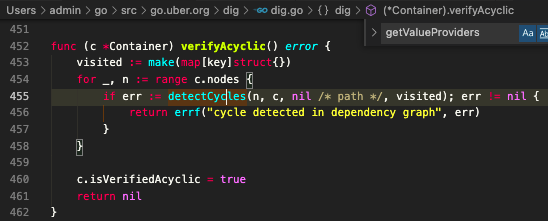 Users > admin > go > src > go.uber.org > dig > dig.go > {} dig > (*Container).verifyAcyclic
getValueProviders Aa Ab
451
452 func (c *Container) verifyAcyclic() error {
453 visited := make(map[key]struct{})
454 for _, n := range c.nodes {
455 if err := detectCycles(n, c, nil /* path */, visited); err != nil {
456 return errf("cycle detected in dependency graph", err)
457 }
458 }
459
460 c.isVerifiedAcyclic = true
461 return nil
462 }